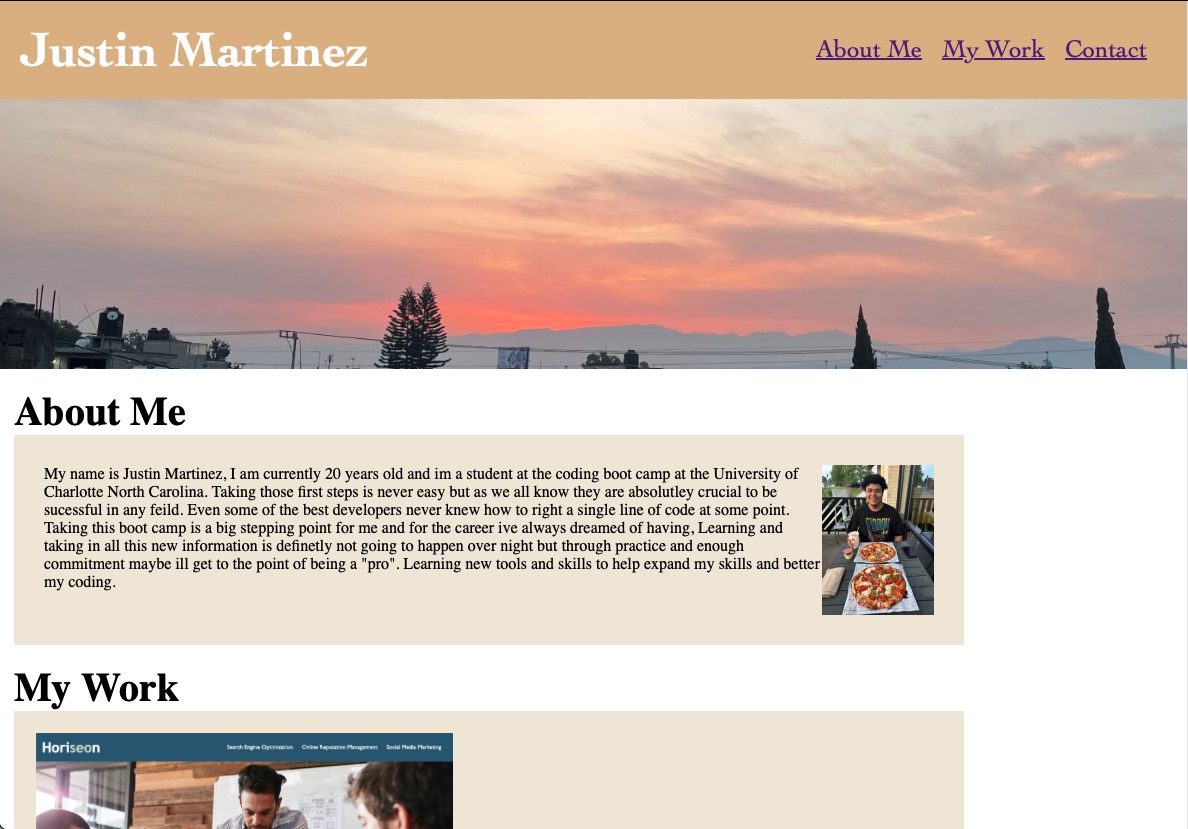 Justin Martinez
About Me My Work Contact
About Me
My name is Justin Martinez, I am currently 20 years old and im a student at the coding boot camp at the University of
Charlotte North Carolina. Taking those first steps is never easy but as we all know they are absolutley crucial to be
sucessful in any feild. Even some of the best developers never knew how to right a single line of code at some point.
Taking this boot camp is a big stepping point for me and for the career ive always dreamed of having, Learning and
taking in all this new information is definetly not going to happen over night but through practice and enough
commitment maybe ill get to the point of being a "pro". Learning new tools and skills to help expand my skills and better
my coding.
My Work
Horiseon
Search Engine Optimization Online Reputation Management Social Media Marketing